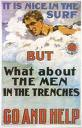 IT IS NICE IN THE
SURF
BUT
What about
THE MEN
IN THE TRENCHES
GO AND HELP